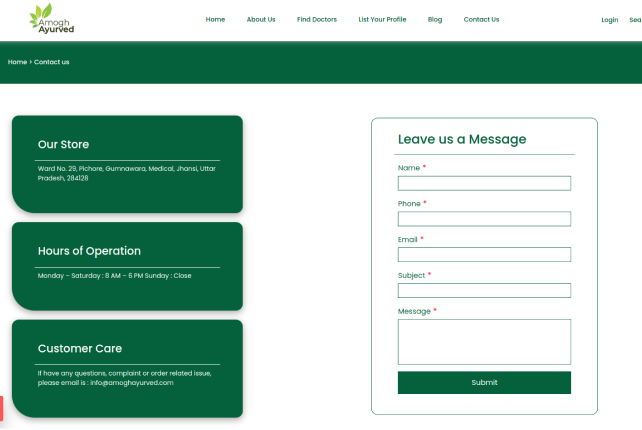 Amogh
Ayurved
Home About Us Find Doctors List Your Profile Blog Contact Us Login Sea
Home > Contact us
Our Store
Ward No. 29, Pichore, Gumnawara, Medical, Jhansi, Uttar
Pradesh, 284128
Hours of Operation
Monday – Saturday : 8 AM – 6 PM Sunday : Close
Customer Care
If have any questions, complaint or order related issue,
please email is : info@amoghayurved.com
Leave us a Message
Name *
Phone *
Email *
Subject *
Message *
Submit